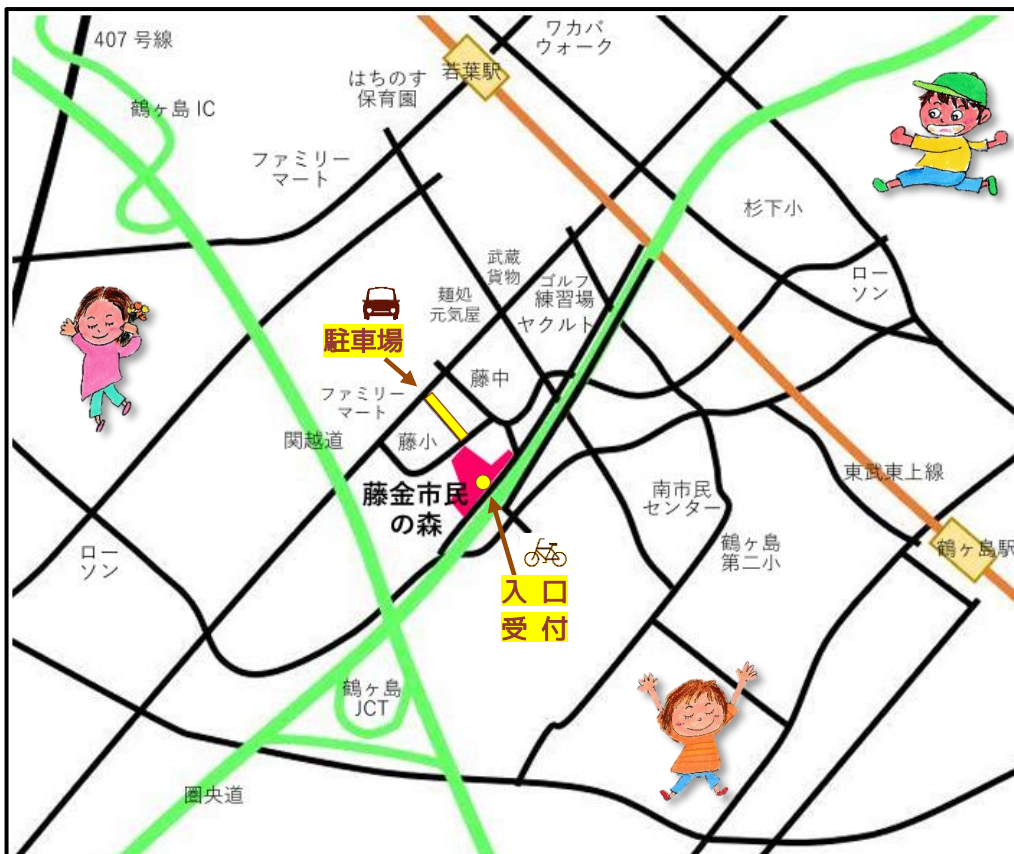 ワカバ
ウォーク
407 号線
若葉駅
はちのす
保育園
鶴ヶ島 IC
ファミリー
マート
杉下小
武蔵
貨物
ゴルフ
練習場
ヤクルト
ロー
ソン
麺処
元気屋
駐車場
藤中
ファミリー
マート
関越道
藤小
藤金市民
の森
東武東上線
南市民
センター
鶴ヶ島
第二小
鶴ヶ島駅
ロー
ソン
入 口
受 付
鶴ヶ島
JCT
圏央道